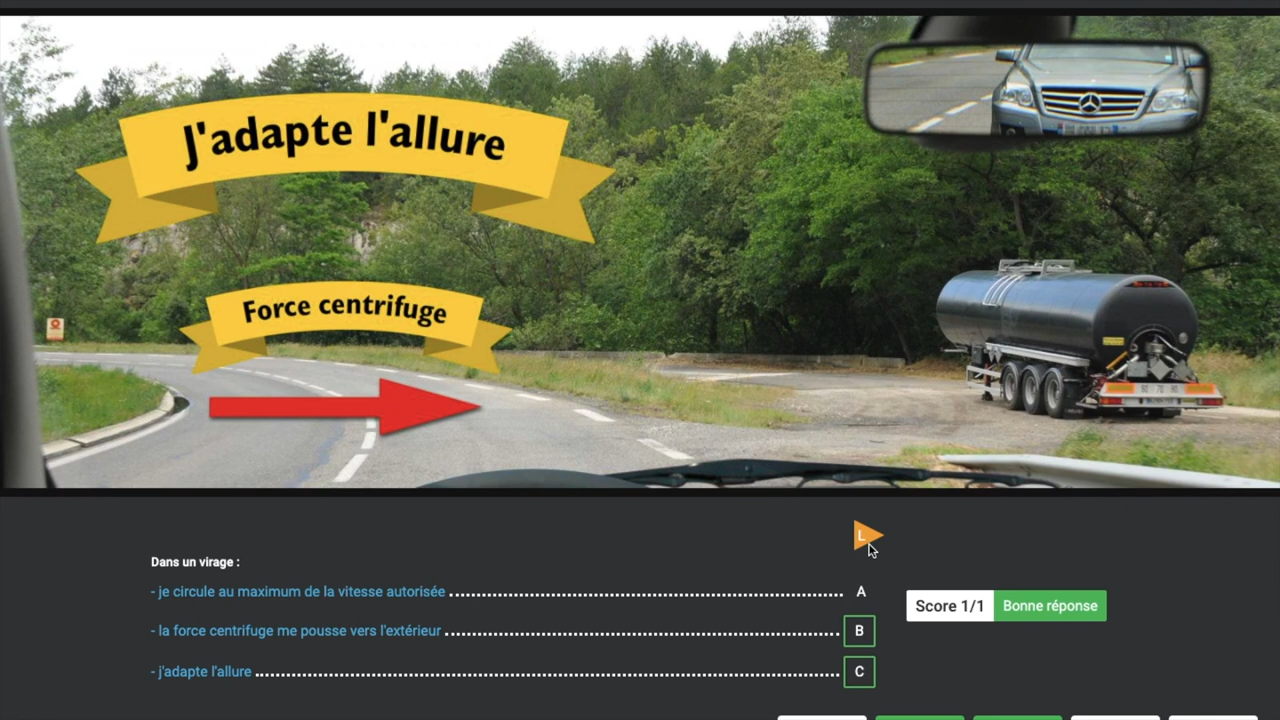 J'adapte l'allure
Force centrifuge
L
Dans un virage :
- je circule au maximum de la vitesse autorisée A
- la force centrifuge me pousse vers l'extérieur B
- j'adapte l'allure C
Score 1/1 Bonne réponse